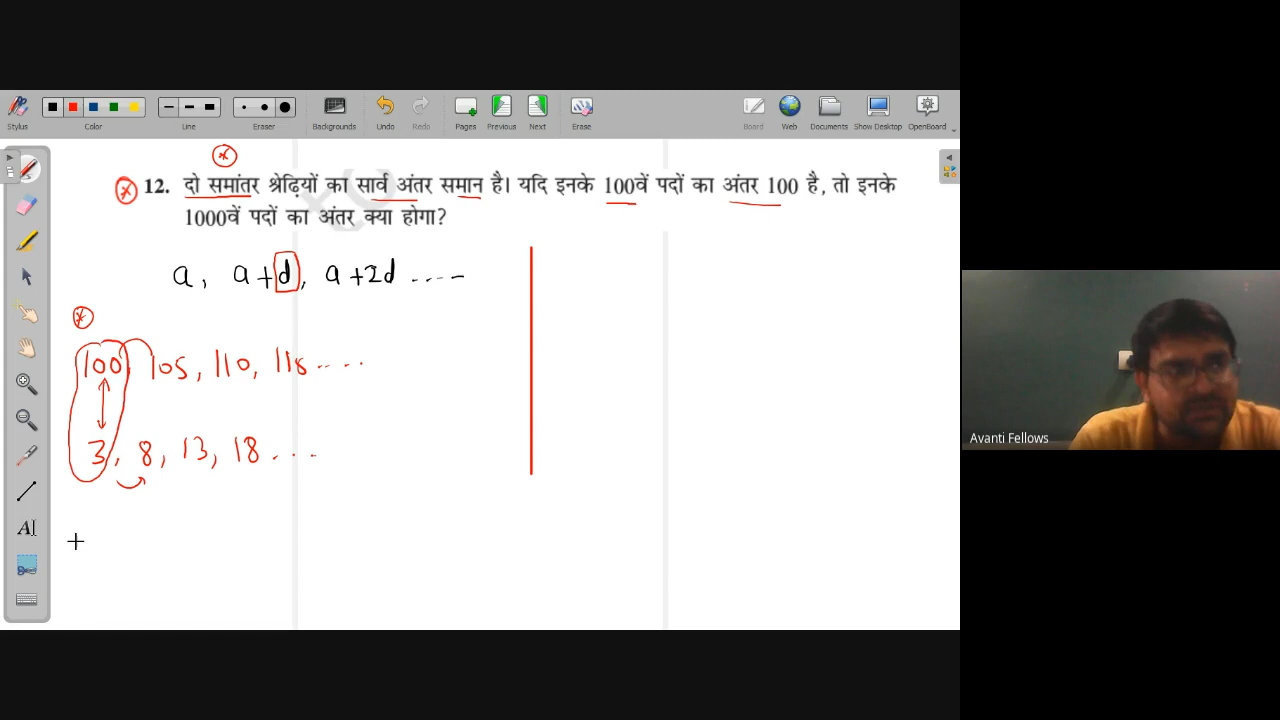 Stylus
Color
Line
Eraser
Backgrounds
Undo
Redo
Pages
Previous
Next
Erase
Board
Web
Documents
Show Desktop
OpenBoard
12. दो समांतर श्रेढ़ियों का सार्व अंतर समान है। यदि इनके 100वें पदों का अंतर 100 है, तो इनके
1000वें पदों का अंतर क्या होगा?
a, a+d, a+2d ....
100, 105, 110, 115 ....
3, 8, 13, 18 ...
Avanti Fellows